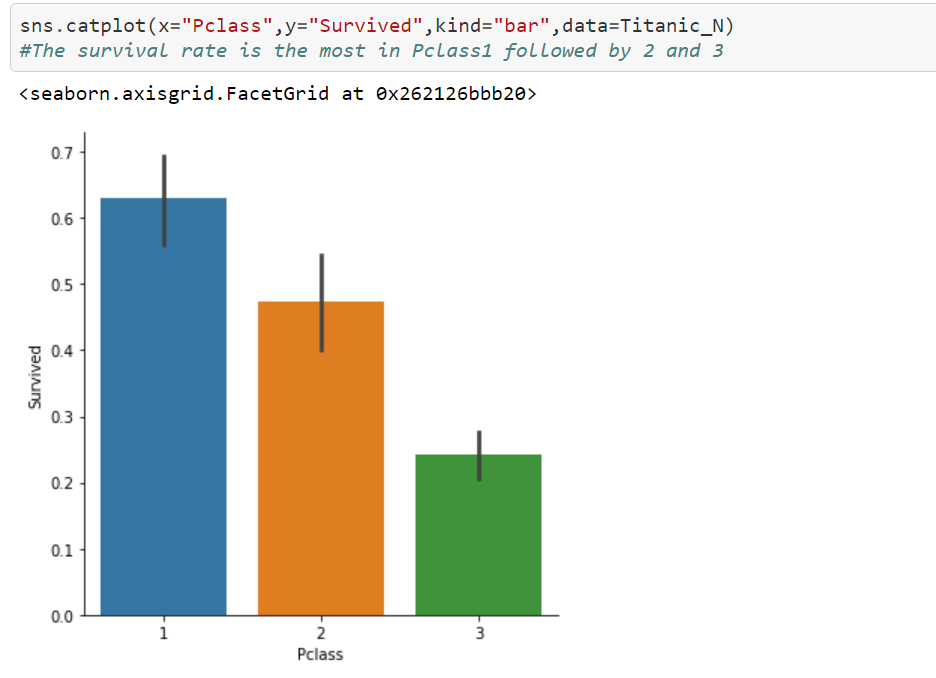 sns.catplot(x="Pclass",y="Survived",kind="bar",data=Titanic_N)
#The survival rate is the most in Pclass1 followed by 2 and 3
<seaborn.axisgrid.FacetGrid at 0x262126bbb20>
0.7
0.6
0.5
0.4
0.3
0.2
0.1
0.0
Survived
1 2 3
Pclass